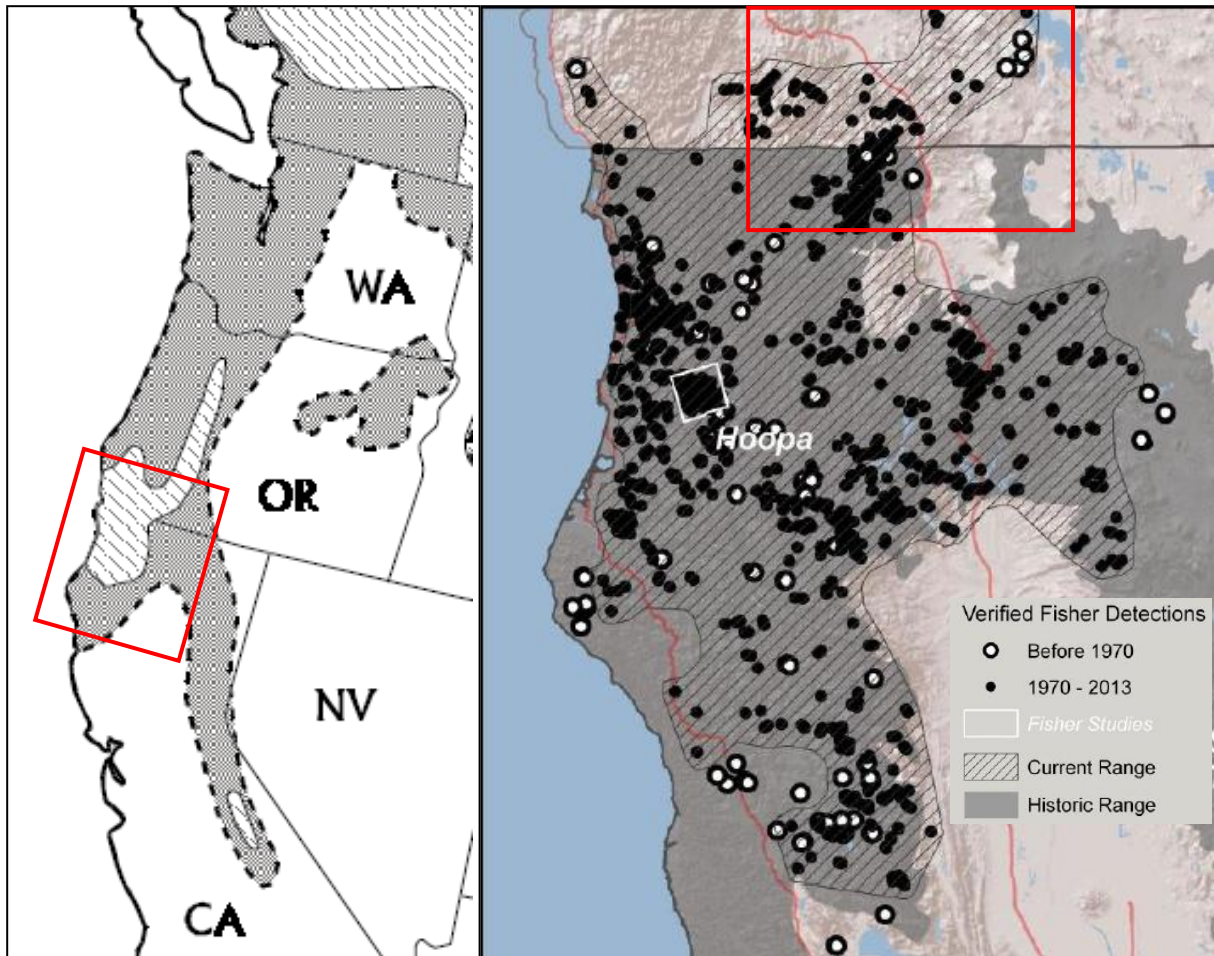 WA
OR
NV
CA
Hoopa
Verified Fisher Detections
Before 1970
1970 - 2013
Fisher Studies
Current Range
Historic Range